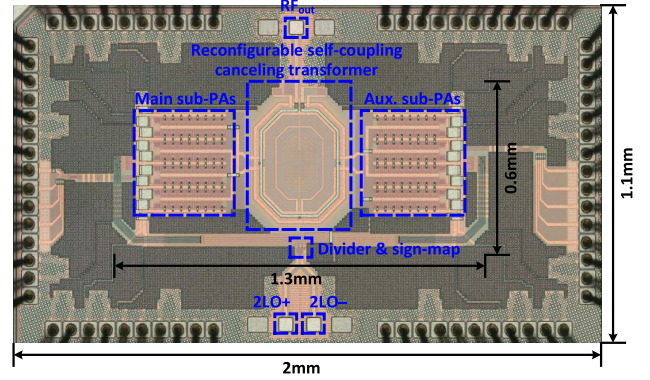 RFout
Reconfigurable self-coupling
canceling transformer
Main sub-PAs
Aux. sub-PAs
0.6mm
1.1mm
Divider & sign-map
1.3mm
2LO+
2LO–
2mm